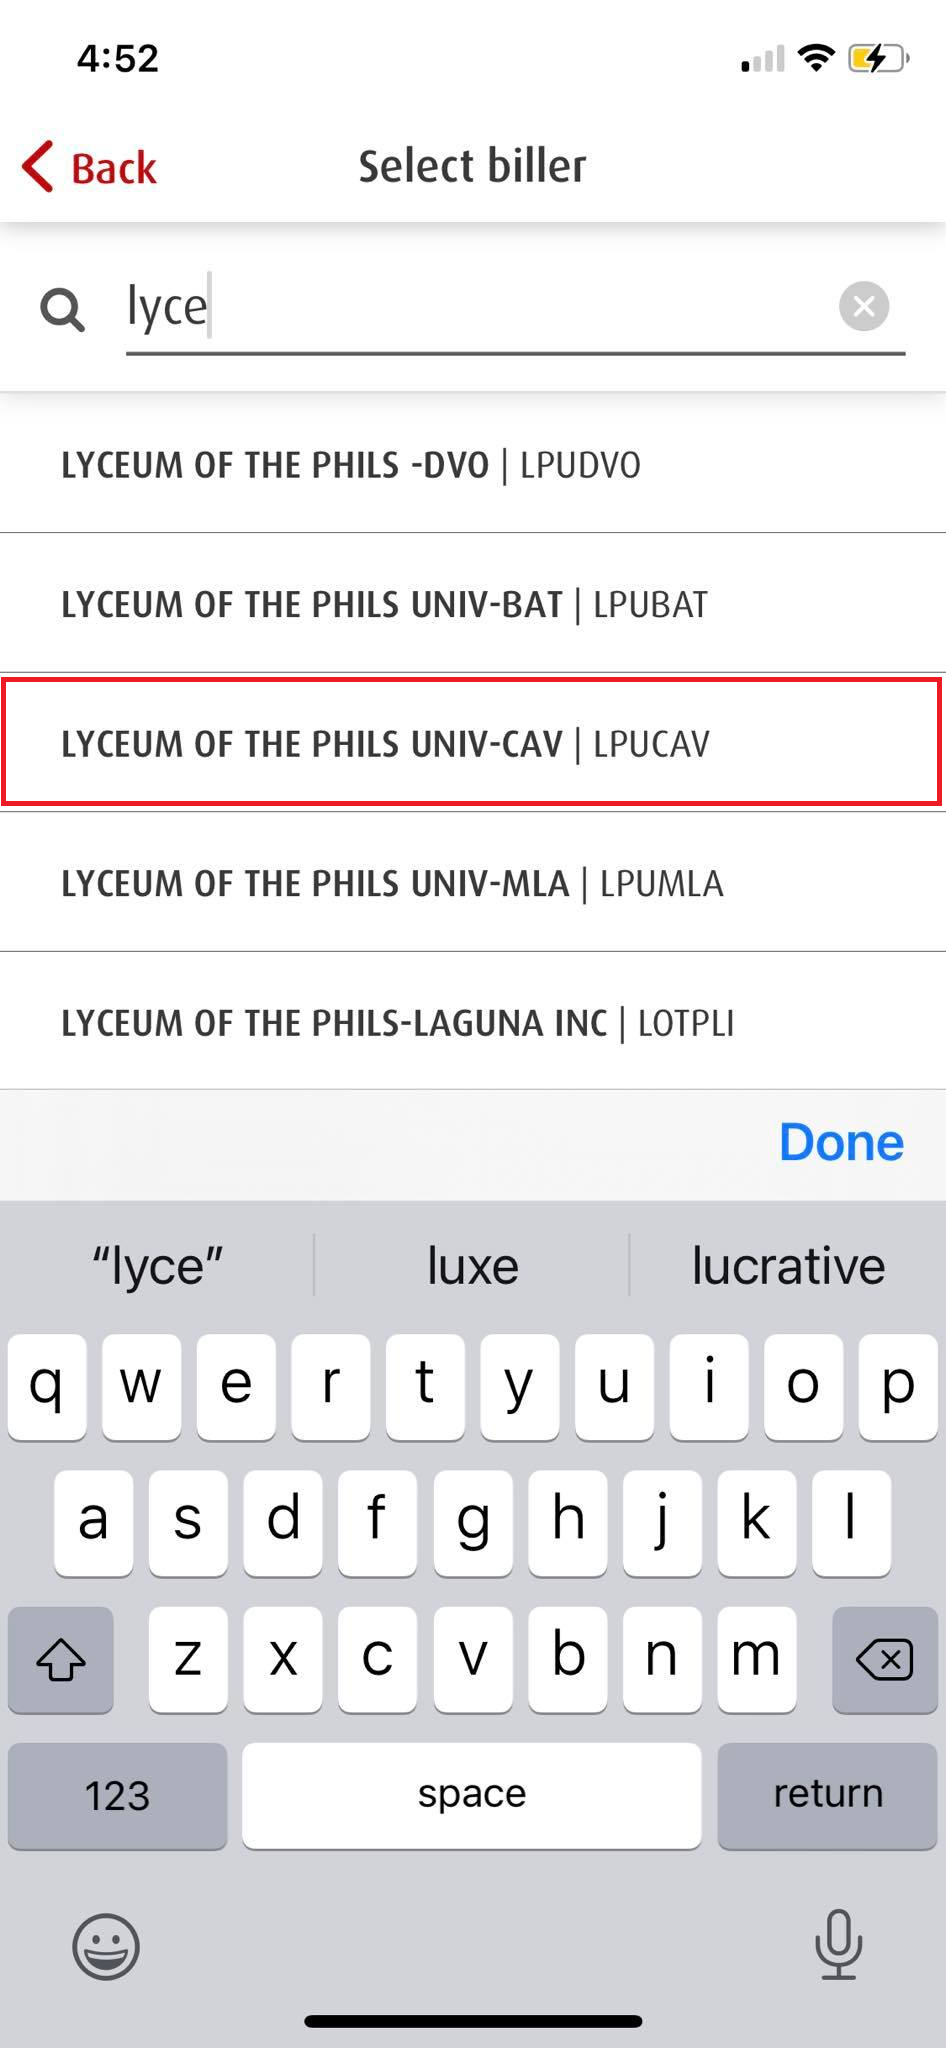 4:52
Back
Select biller
lyce
LYCEUM OF THE PHILS -DVO | LPUDVO
LYCEUM OF THE PHILS UNIV-BAT | LPUBAT
LYCEUM OF THE PHILS UNIV-CAV | LPUCAV
LYCEUM OF THE PHILS UNIV-MLA | LPUMLA
LYCEUM OF THE PHILS-LAGUNA INC | LOTPLI
Done
“lyce” luxe lucrative
q w e r t y u i o p
a s d f g h j k l
z x c v b n m
123 space return